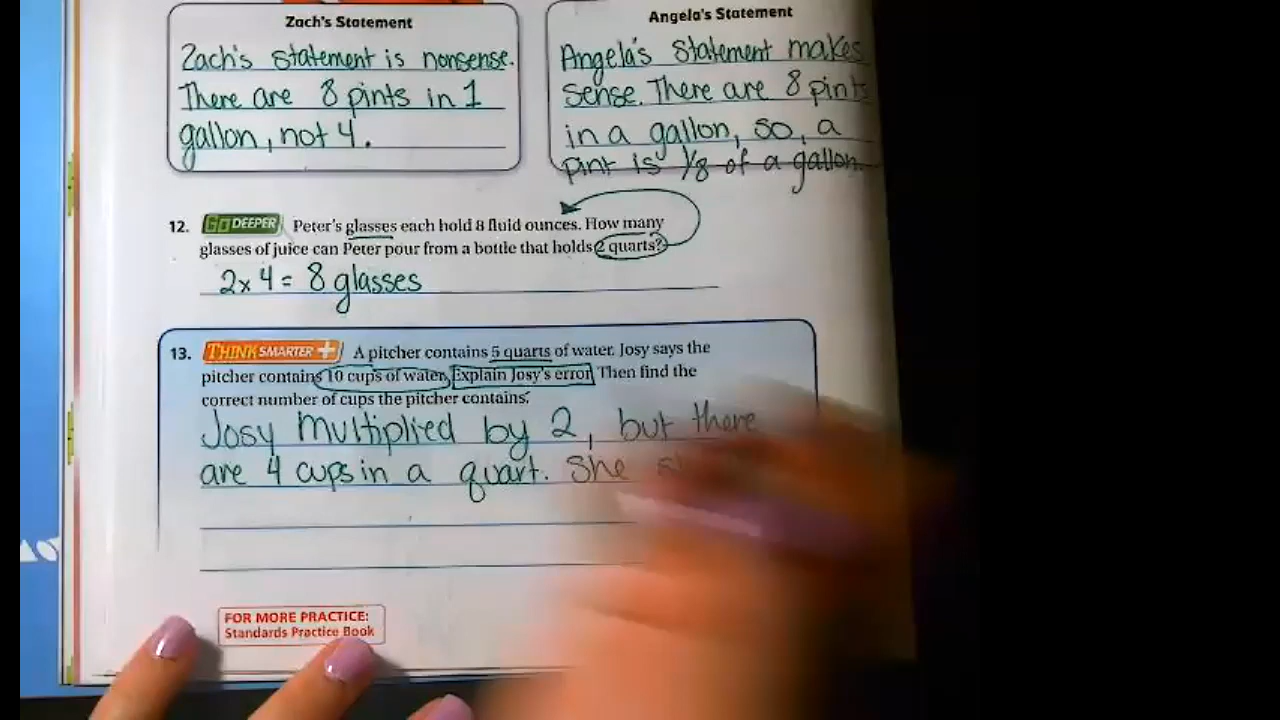 Zach's Statement
Zach's statement is nonsense.
There are 8 pints in 1
gallon, not 4.
Angela's Statement
Angela's statement makes
sense. There are 8 pints
in a gallon, so, a
pint is 1/8 of a gallon.
12. Go DEEPER Peter's glasses each hold 8 fluid ounces. How many
glasses of juice can Peter pour from a bottle that holds 2 quarts?
2x4= 8 glasses
13. THINK SMARTER + A pitcher contains 5 quarts of water. Josy says the
pitcher contains 10 cups of water. Explain Josy's error. Then find the
correct number of cups the pitcher contains.
Josy multiplied by 2, but there
are 4 cups in a quart. She
FOR MORE PRACTICE:
Standards Practice Book